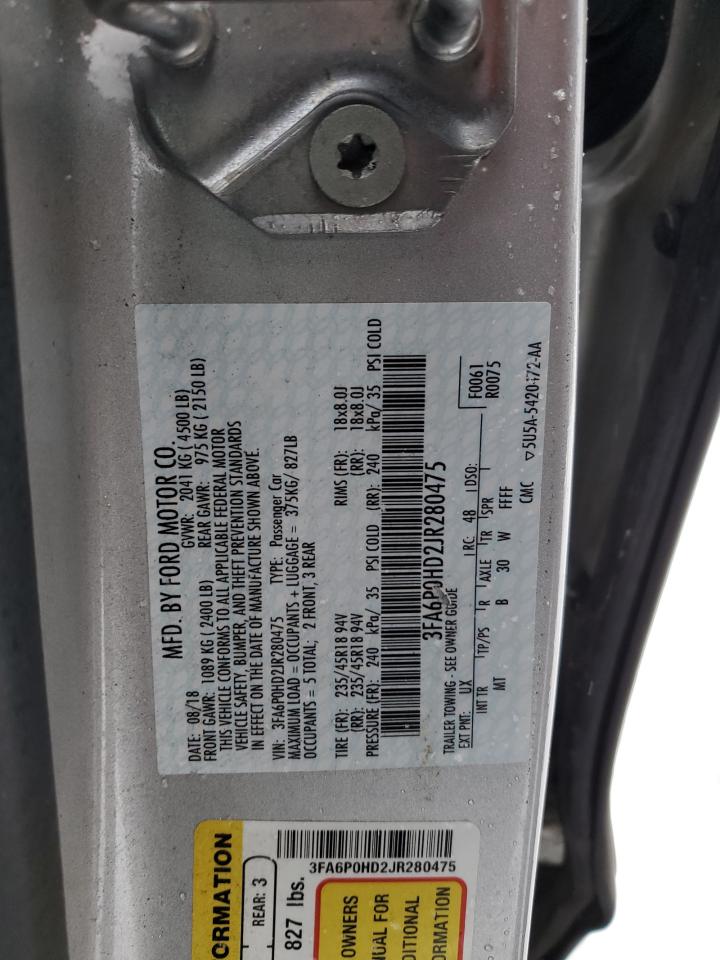 MFD. BY FORD MOTOR CO.
DATE: 08/18 GVWR: 2041 KG ( 4500 LB)
FRONT GAWR: 1089 KG ( 2400 LB) REAR GAWR: 975 KG ( 2150 LB)
THIS VEHICLE CONFORMS TO ALL APPLICABLE FEDERAL MOTOR
VEHICLE SAFETY, BUMPER, AND THEFT PREVENTION STANDARDS
IN EFFECT ON THE DATE OF MANUFACTURE SHOWN ABOVE.
VIN: 3FA6P0HD2JR280475 TYPE: Passenger Car
MAXIMUM LOAD = OCCUPANTS + LUGGAGE = 375KG/ 827LB
OCCUPANTS = 5 TOTAL; 2 FRONT, 3 REAR
TIRE (FR): 235/45R18 94V RIMS (FR): 18x8.0J
(RR): 235/45R18 94V (RR): 18x8.0J
PRESSURE (FR): 240 kPa/ 35 PSI COLD (RR): 240 kPa/ 35 PSI COLD
3FA6P0HD2JR280475
TRAILER TOWING - SEE OWNER GUIDE
F0061
R0075
EXT PNT: UX RC: 48 DSO:
INT TR TP/PS R AXLE TR SPR
MT B 30 W FFFF
CMC ▽5U5A-5420472-AA
3FA6P0HD2JR280475
ORMATION
REAR: 3
827 lbs.
OWNERS
NUAL FOR
DITIONAL
ORMATION